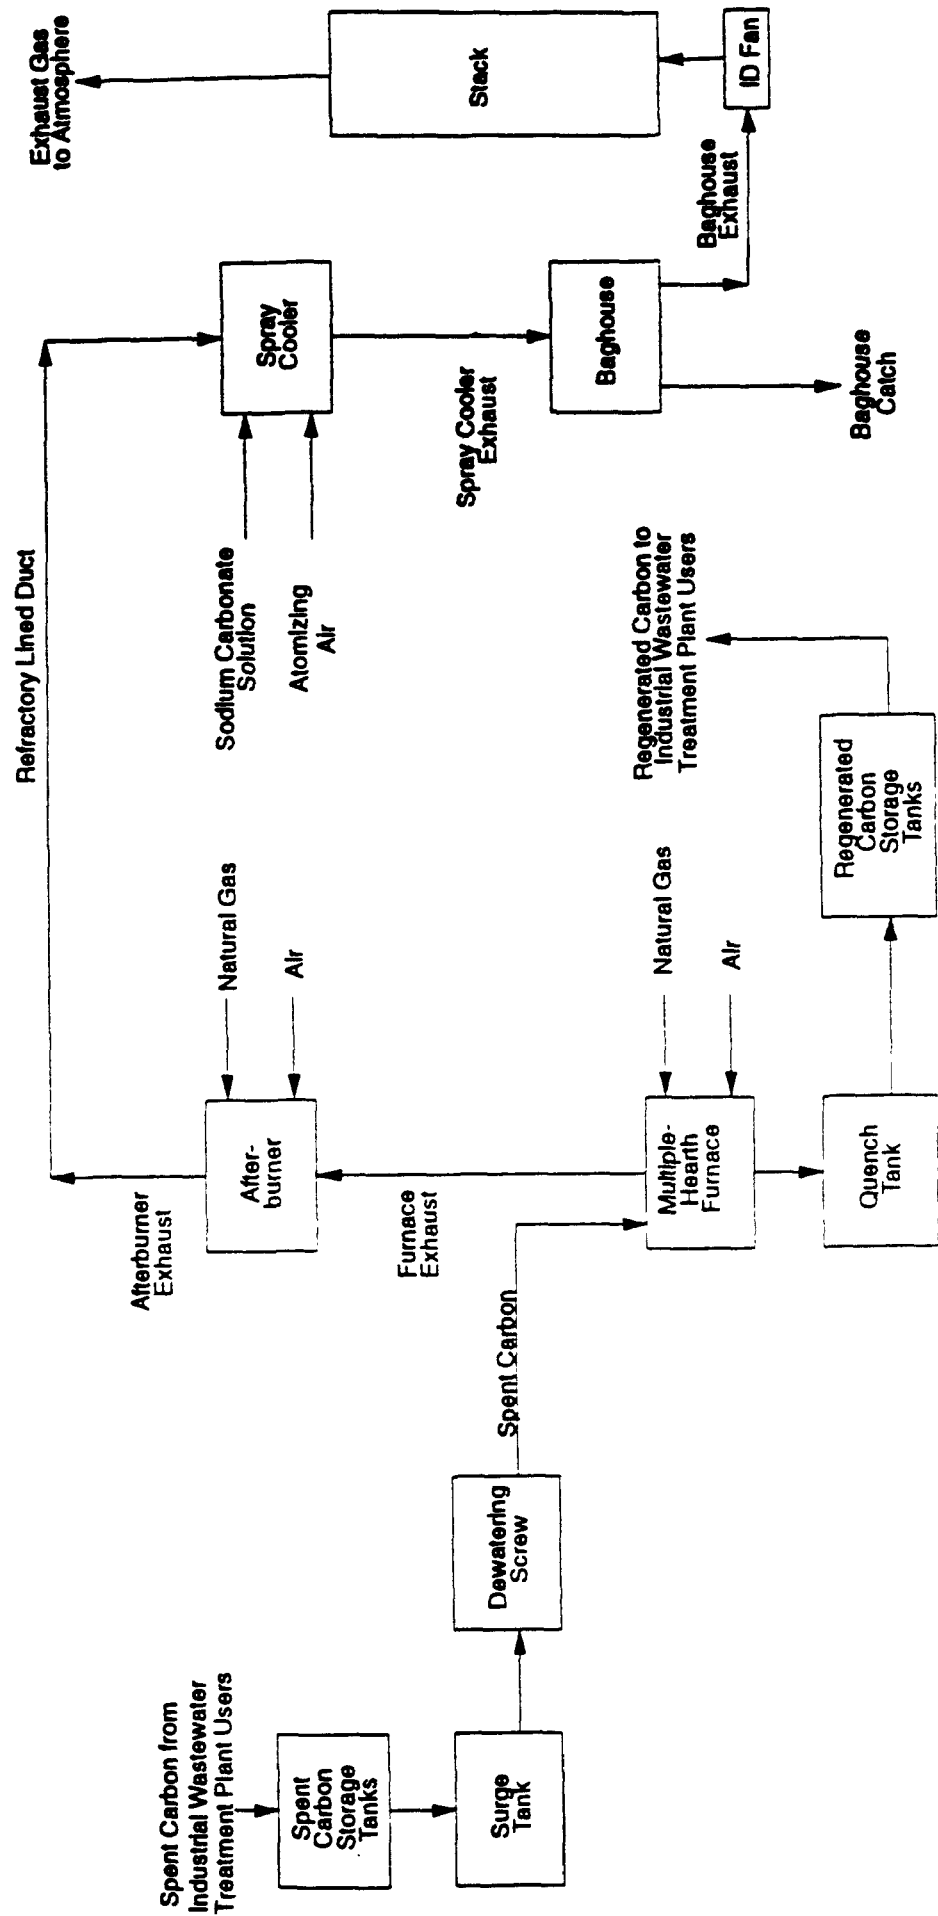 Spent Carbon from
Industrial Wastewater
Treatment Plant Users
Spent
Carbon
Storage
Tanks
Surge
Tank
Dewatering
Screw
Spent Carbon
Multiple-
Hearth
Furnace
Natural Gas
Air
Furnace
Exhaust
After-
burner
Natural Gas
Air
Afterburner
Exhaust
Refractory Lined Duct
Quench
Tank
Regenerated
Carbon
Storage
Tanks
Regenerated Carbon to
Industrial Wastewater
Treatment Plant Users
Sodium Carbonate
Solution
Atomizing
Air
Spray
Cooler
Spray Cooler
Exhaust
Baghouse
Baghouse
Catch
Baghouse
Exhaust
ID Fan
Stack
Exhaust Gas
to Atmosphere